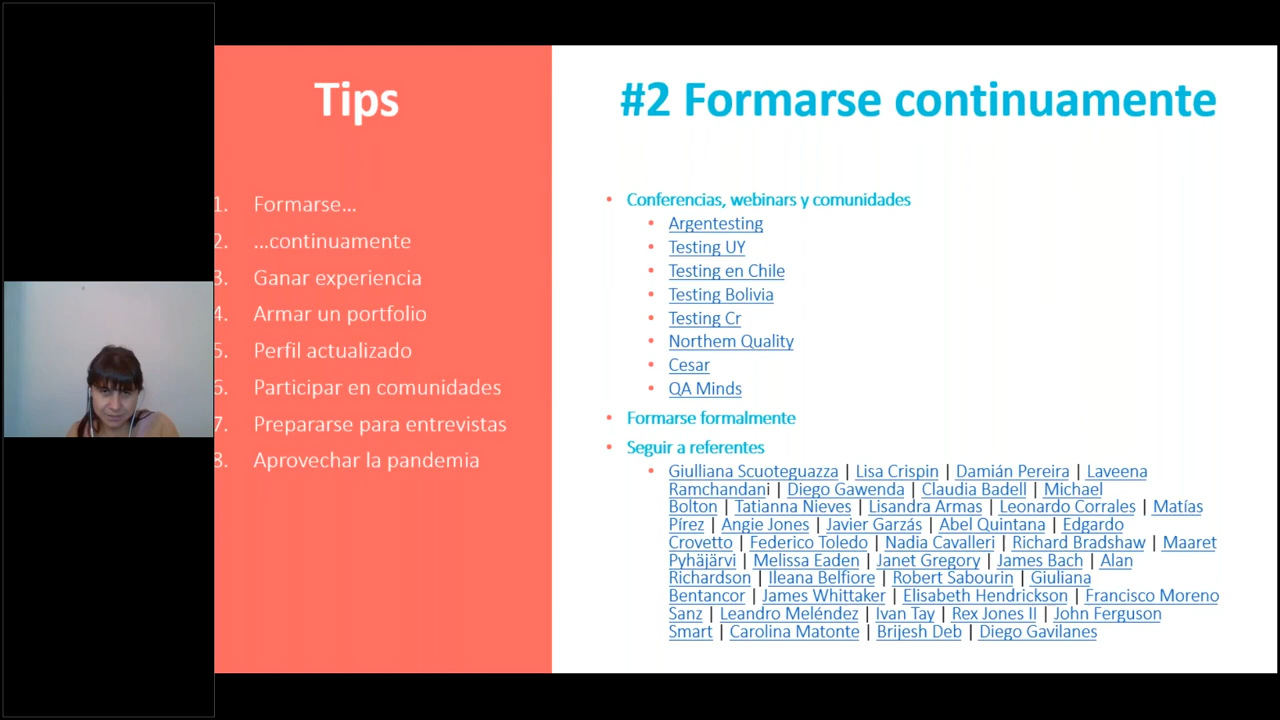 Tips
1. Formarse...
2. ...continuamente
3. Ganar experiencia
4. Armar un portfolio
5. Perfil actualizado
6. Participar en comunidades
7. Prepararse para entrevistas
8. Aprovechar la pandemia
#2 Formarse continuamente
• Conferencias, webinars y comunidades
• Argentesting
• Testing UY
• Testing en Chile
• Testing Bolivia
• Testing Cr
• Northem Quality
• Cesar
• QA Minds
• Formarse formalmente
• Seguir a referentes
• Giulliana Scuoteguazza | Lisa Crispin | Damián Pereira | Laveena
Ramchandani | Diego Gawenda | Claudia Badell | Michael
Bolton | Tatianna Nieves | Lisandra Armas | Leonardo Corrales | Matías
Pírez | Angie Jones | Javier Garzás | Abel Quintana | Edgardo
Crovetto | Federico Toledo | Nadia Cavalleri | Richard Bradshaw | Maaret
Pyhäjärvi | Melissa Eaden | Janet Gregory | James Bach | Alan
Richardson | Ileana Belfiore | Robert Sabourin | Giuliana
Bentancor | James Whittaker | Elisabeth Hendrickson | Francisco Moreno
Sanz | Leandro Meléndez | Ivan Tay | Rex Jones II | John Ferguson
Smart | Carolina Matonte | Brijesh Deb | Diego Gavilanes